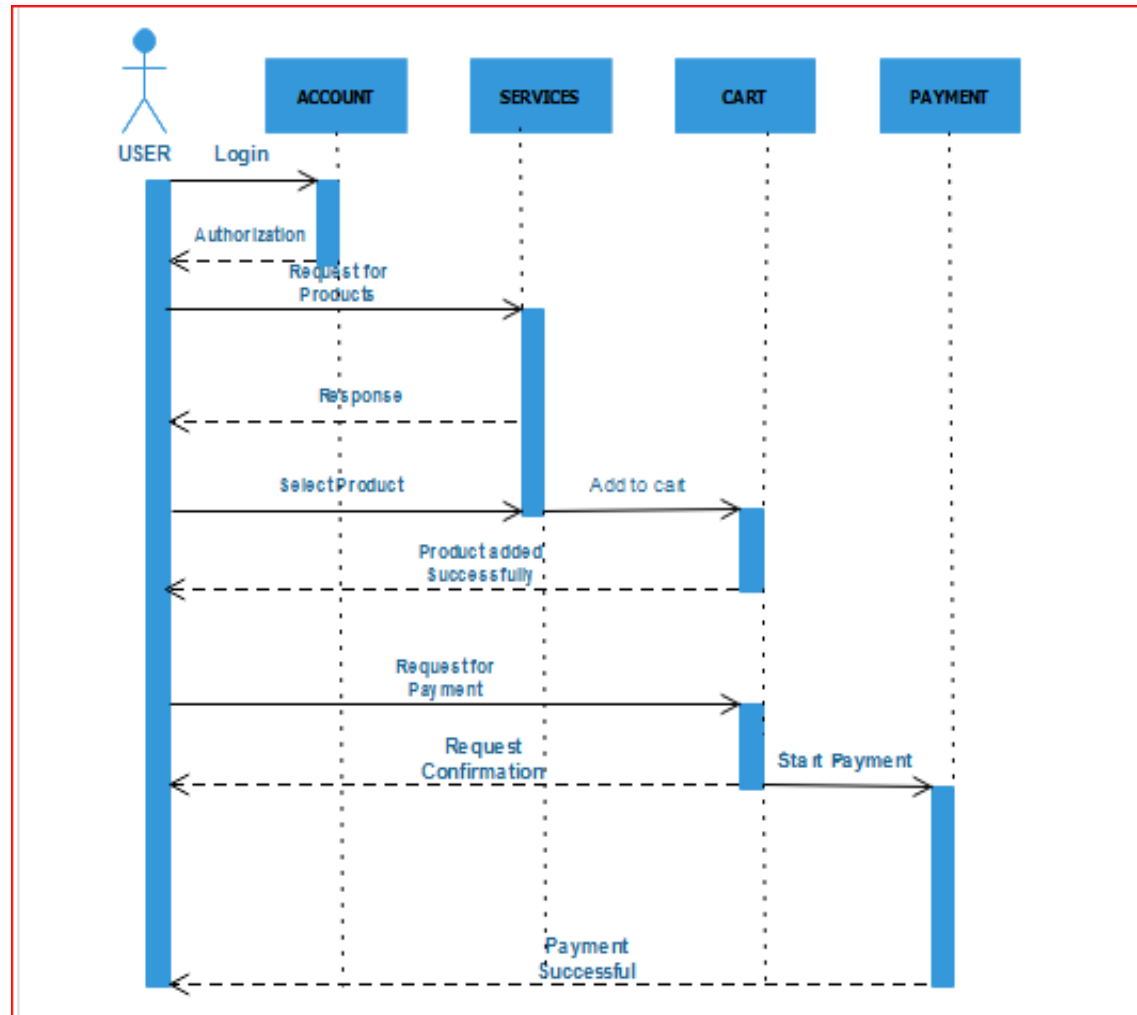 ACCOUNT
SERVICES
CART
PAYMENT
USER
Login
Authorization
Request for
Products
Response
Select Product
Add to cart
Product added
Successfully
Request for
Payment
Request
Confirmation
Start Payment
Payment
Successful